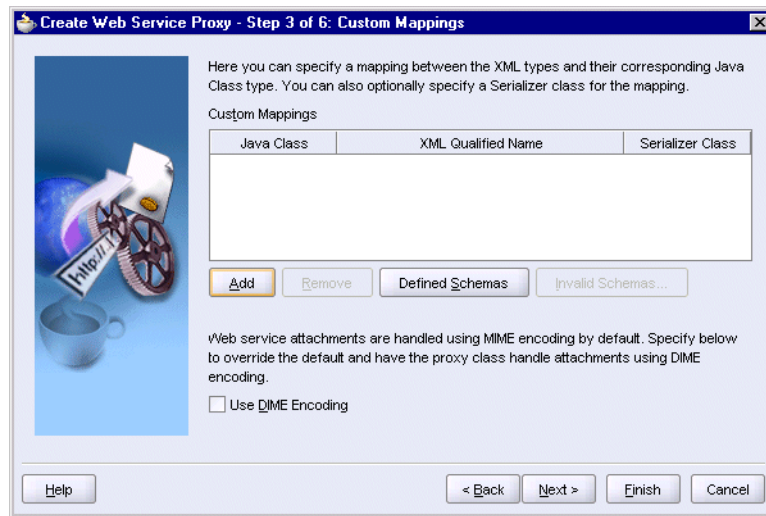 Create Web Service Proxy - Step 3 of 6: Custom Mappings
Here you can specify a mapping between the XML types and their corresponding Java
Class type. You can also optionally specify a Serializer class for the mapping.
Custom Mappings
Java Class XML Qualified Name Serializer Class
Add Remove Defined Schemas Invalid Schemas...
http://
Web service attachments are handled using MIME encoding by default. Specify below
to override the default and have the proxy class handle attachments using DIME
encoding.
Use DIME Encoding
Help < Back Next > Finish Cancel